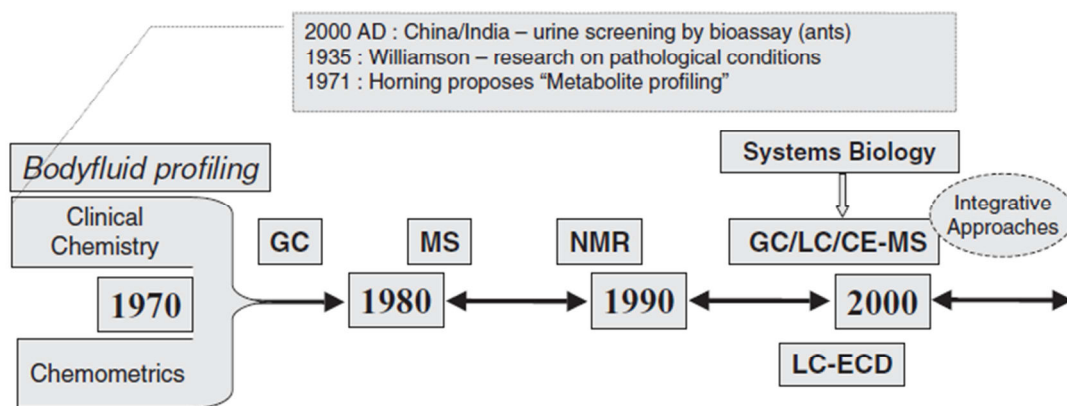 2000 AD : China/India – urine screening by bioassay (ants)
1935 : Williamson – research on pathological conditions
1971 : Horning proposes “Metabolite profiling”
Bodyfluid profiling
Systems Biology
Clinical
Chemistry
GC
MS
NMR
GC/LC/CE-MS
Integrative
Approaches
1970
1980
1990
2000
Chemometrics
LC-ECD